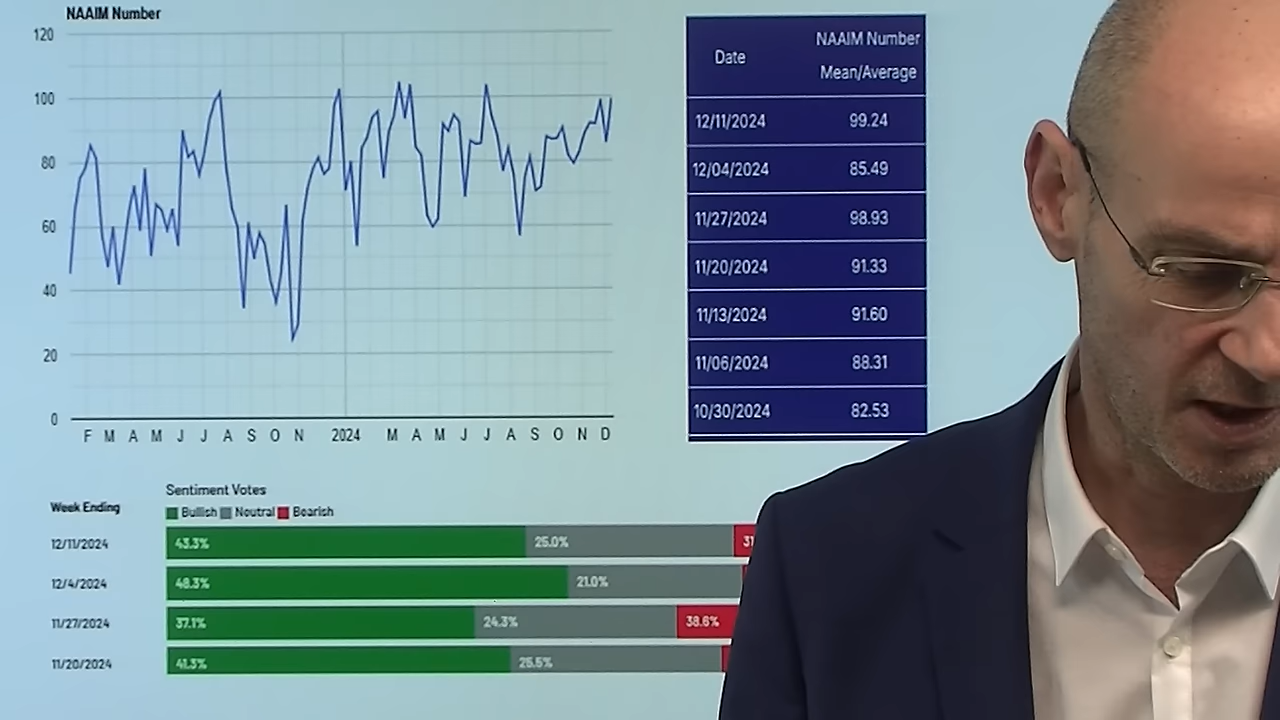 NAAIM Number
120
100
80
60
40
20
0
F M A M J J A S O N 2024 M A M J J A S O N D
Date NAAIM Number
Mean/Average
12/11/2024 99.24
12/04/2024 85.49
11/27/2024 98.93
11/20/2024 91.33
11/13/2024 91.60
11/06/2024 88.31
10/30/2024 82.53
Sentiment Votes
Week Ending
Bullish Neutral Bearish
12/11/2024 43.3% 25.0% 31
12/4/2024 48.3% 21.0%
11/27/2024 37.1% 24.3% 38.6%
11/20/2024 41.3% 25.5%